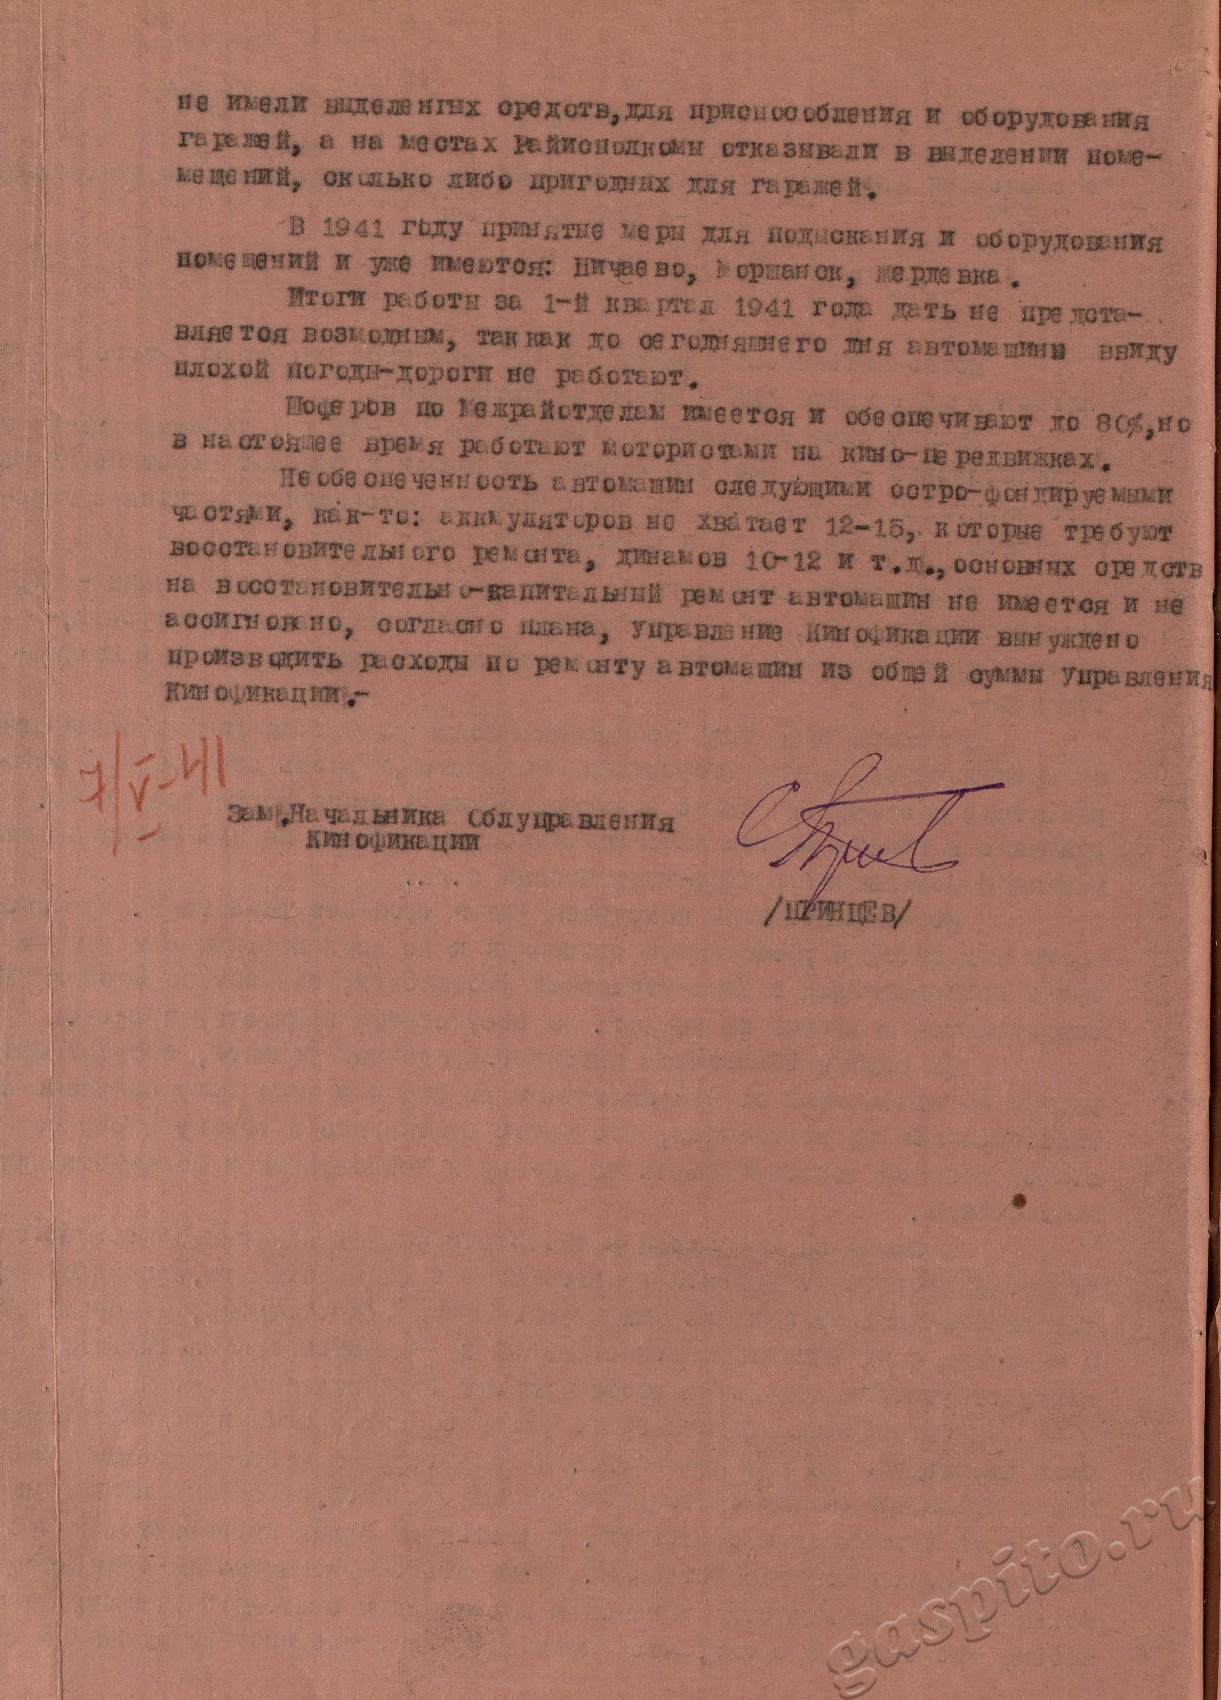 не имели выделенных средств,для приспособления и оборудования
гаражей, а на местах Райисполкомы отказывали в выделении поме-
мещений, сколько либо пригодных для гаражей.
В 1941 году принятые меры для подыскания и оборудования
помещений и уже имеются: Пичаево, Моршанск, Жердевка.
Итоги работы за 1-й квартал 1941 года дать не предста-
вляется возмодным, так как до сегодняшнего дня автомашины ввиду
плохой погоды-дороги не работают.
Шоферов по Межрайотделам имеется и обеспечивают до 80%,но
в настоящее время работают мотористами на кино-передвижках.
Необеспеченность автомашин следующими остро-фондируемыми
частями, как-то: аккмуляторов не хватает 12-15, которые требуют
восстановительного ремонта, динамов 10-12 и т.д.,основных средств
на восстановительно-капитальный ремонт автомашин не имеется и не
ассигновано, согласно плана, Управление Кинофикации вынуждено
производить расходы по ремонту автомашин из общей суммы Управления
Кинофикации.-
7/V-41
Зам.Начальника Облуправления
Кинофикации
/ПРИНЦЕВ/
gaspito.ru